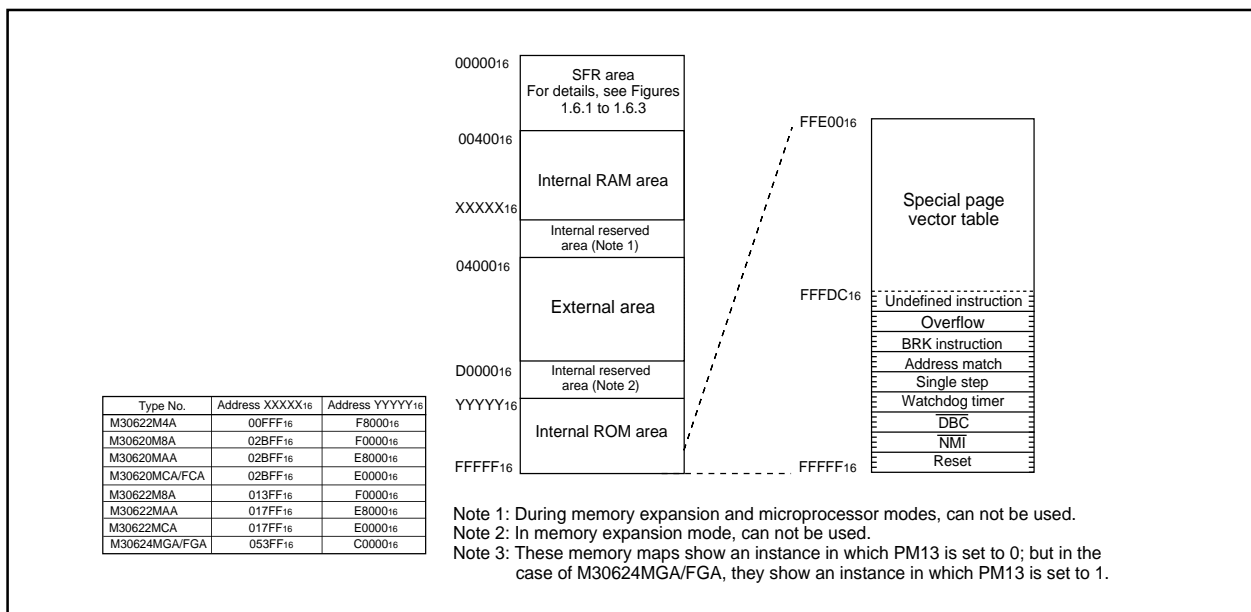 0000016
SFR area
For details, see Figures
1.6.1 to 1.6.3
0040016
Internal RAM area
XXXXX16
Internal reserved
area (Note 1)
0400016
External area
D000016
Internal reserved
area (Note 2)
YYYYY16
Internal ROM area
FFFFF16
FFE0016
Special page
vector table
FFFDC16
Undefined instruction
Overflow
BRK instruction
Address match
Single step
Watchdog timer
DBC
NMI
Reset
FFFFF16
Type No. Address XXXXX16 Address YYYYY16
M30622M4A 00FFF16 F800016
M30620M8A 02BFF16 F000016
M30620MAA 02BFF16 E800016
M30620MCA/FCA 02BFF16 E000016
M30622M8A 013FF16 F000016
M30622MAA 017FF16 E800016
M30622MCA 017FF16 E000016
M30624MGA/FGA 053FF16 C000016
Note 1: During memory expansion and microprocessor modes, can not be used.
Note 2: In memory expansion mode, can not be used.
Note 3: These memory maps show an instance in which PM13 is set to 0; but in the
case of M30624MGA/FGA, they show an instance in which PM13 is set to 1.